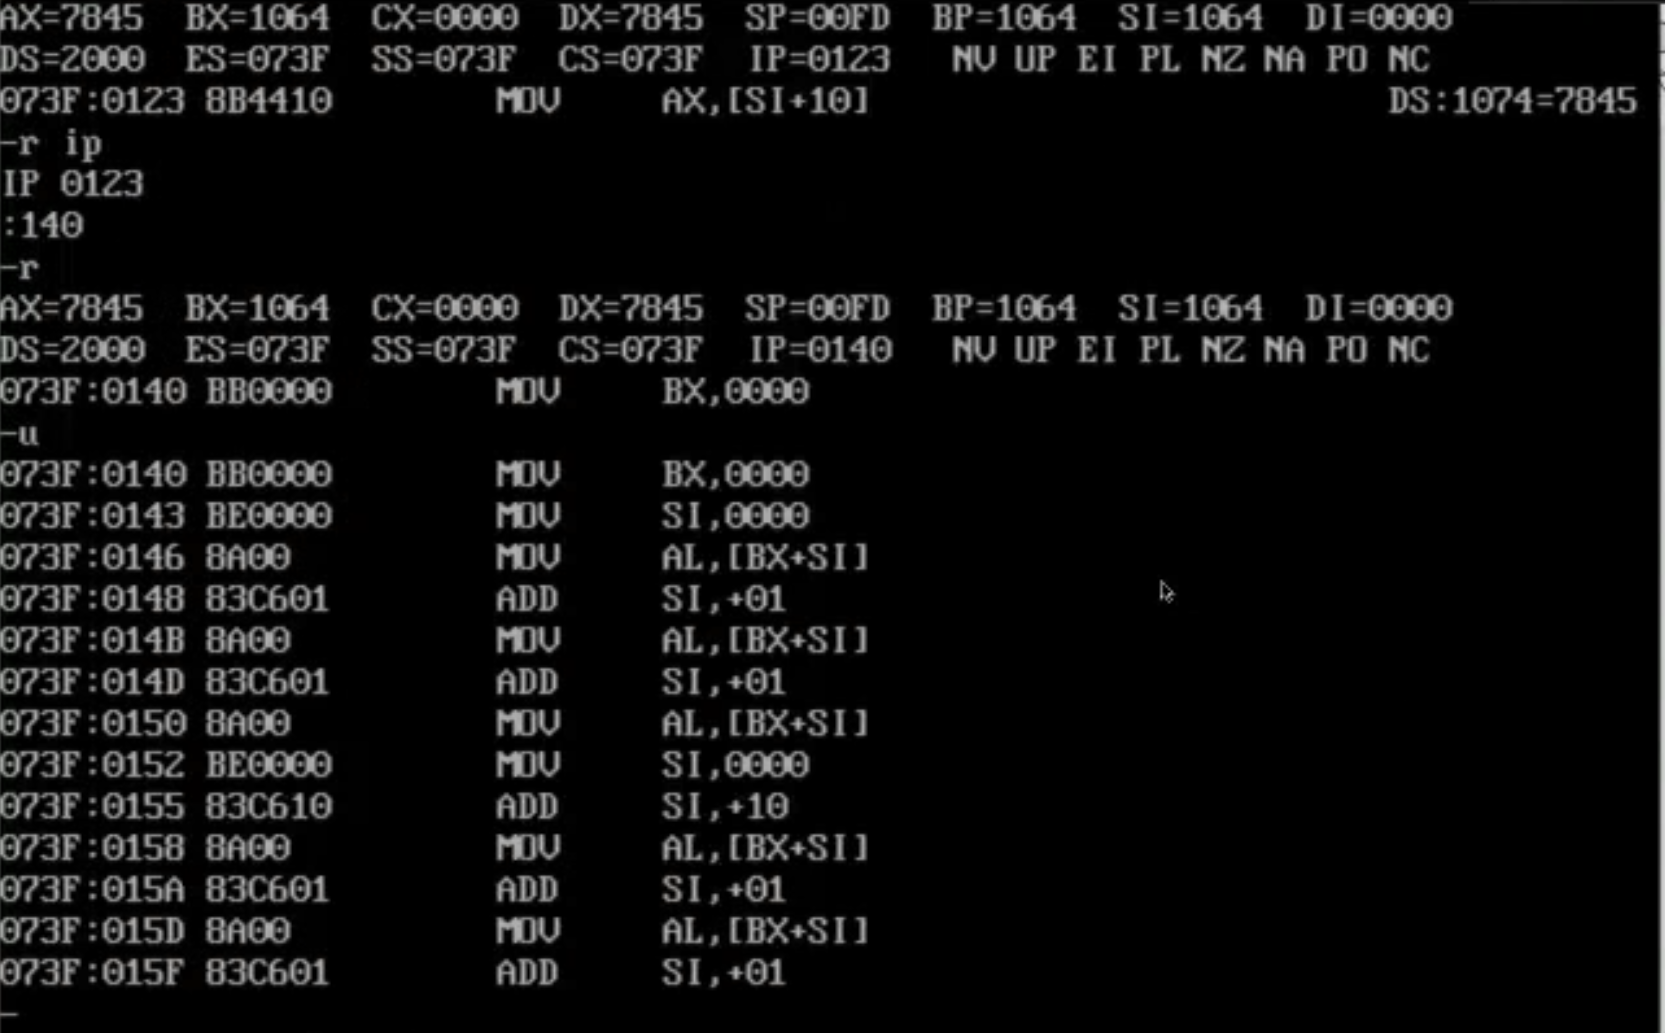 AX=7845  BX=1064  CX=0000  DX=7845  SP=00FD  BP=1064  SI=1064  DI=0000
DS=2000  ES=073F  SS=073F  CS=073F  IP=0123   NV UP EI PL NZ NA PO NC
073F:0123 8B4410        MOV     AX,[SI+10]                         DS:1074=7845
-r ip
IP 0123
:140
-r
AX=7845  BX=1064  CX=0000  DX=7845  SP=00FD  BP=1064  SI=1064  DI=0000
DS=2000  ES=073F  SS=073F  CS=073F  IP=0140   NV UP EI PL NZ NA PO NC
073F:0140 BB0000        MOV     BX,0000
-u
073F:0140 BB0000        MOV     BX,0000
073F:0143 BE0000        MOV     SI,0000
073F:0146 8A00          MOV     AL,[BX+SI]
073F:0148 83C601        ADD     SI,+01
073F:014B 8A00          MOV     AL,[BX+SI]
073F:014D 83C601        ADD     SI,+01
073F:0150 8A00          MOV     AL,[BX+SI]
073F:0152 BE0000        MOV     SI,0000
073F:0155 83C610        ADD     SI,+10
073F:0158 8A00          MOV     AL,[BX+SI]
073F:015A 83C601        ADD     SI,+01
073F:015D 8A00          MOV     AL,[BX+SI]
073F:015F 83C601        ADD     SI,+01
-